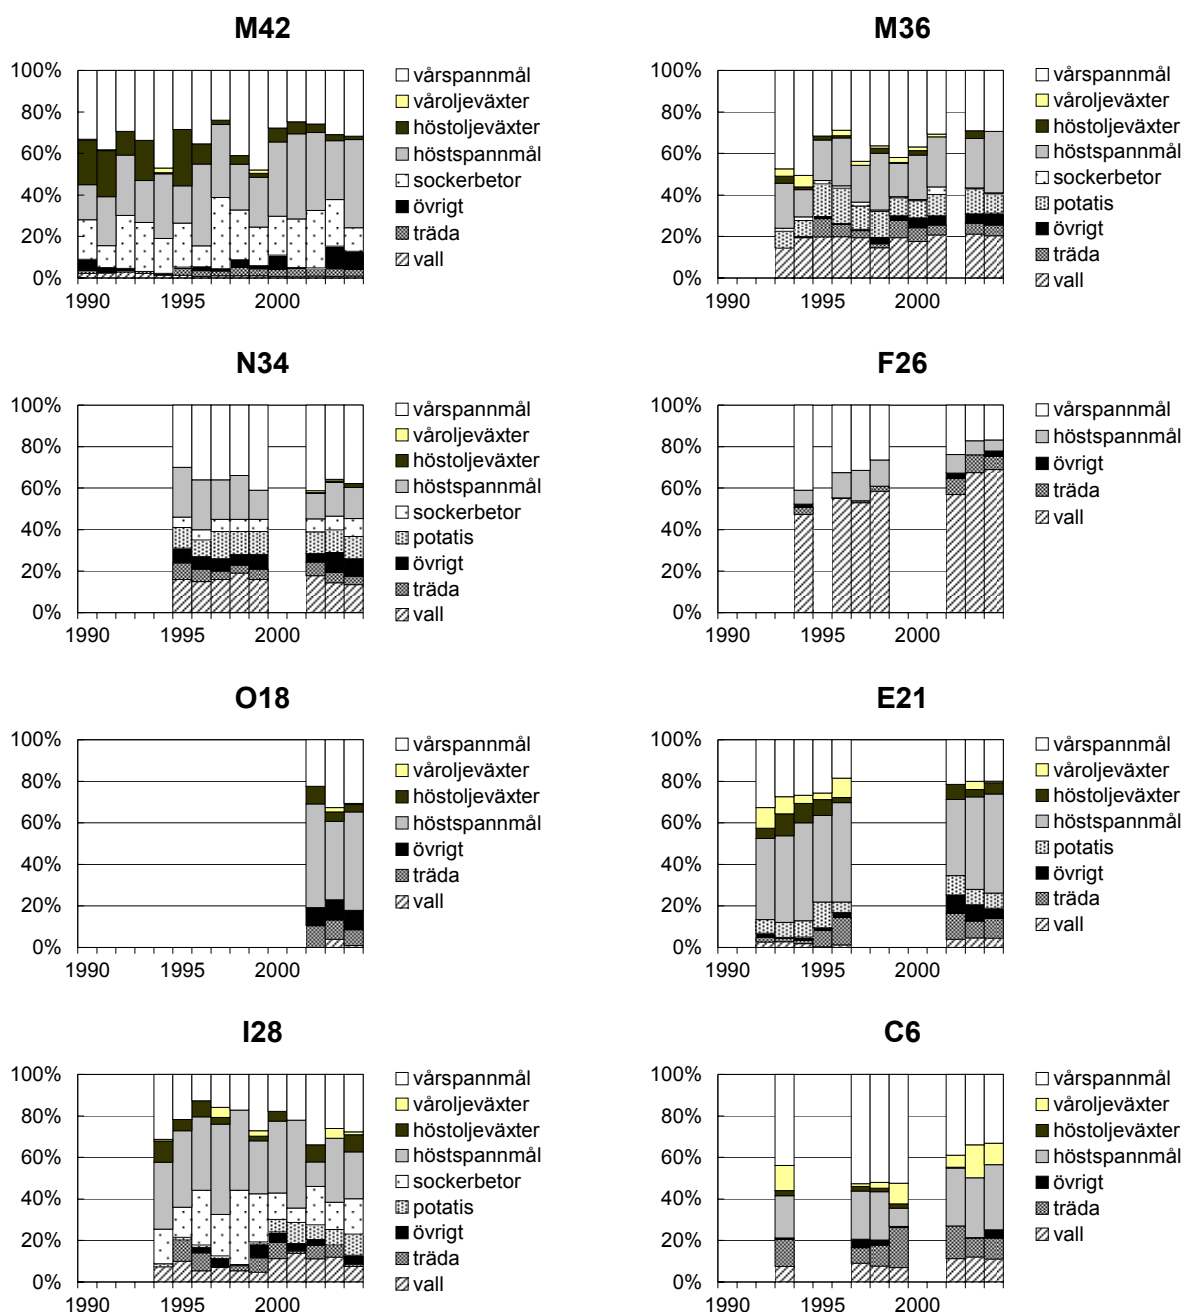 M42
100%
80%
60%
40%
20%
0%
1990 1995 2000
vårspannmål
våroljeväxter
höstoljeväxter
höstspannmål
sockerbetor
övrigt
träda
vall
M36
100%
80%
60%
40%
20%
0%
1990 1995 2000
vårspannmål
våroljeväxter
höstoljeväxter
höstspannmål
sockerbetor
potatis
övrigt
träda
vall
N34
100%
80%
60%
40%
20%
0%
1990 1995 2000
vårspannmål
våroljeväxter
höstoljeväxter
höstspannmål
sockerbetor
potatis
övrigt
träda
vall
F26
100%
80%
60%
40%
20%
0%
1990 1995 2000
vårspannmål
höstspannmål
övrigt
träda
vall
O18
100%
80%
60%
40%
20%
0%
1990 1995 2000
vårspannmål
våroljeväxter
höstoljeväxter
höstspannmål
övrigt
träda
vall
E21
100%
80%
60%
40%
20%
0%
1990 1995 2000
vårspannmål
våroljeväxter
höstoljeväxter
höstspannmål
potatis
övrigt
träda
vall
I28
100%
80%
60%
40%
20%
0%
1990 1995 2000
vårspannmål
våroljeväxter
höstoljeväxter
höstspannmål
sockerbetor
potatis
övrigt
träda
vall
C6
100%
80%
60%
40%
20%
0%
1990 1995 2000
vårspannmål
våroljeväxter
höstoljeväxter
höstspannmål
övrigt
träda
vall